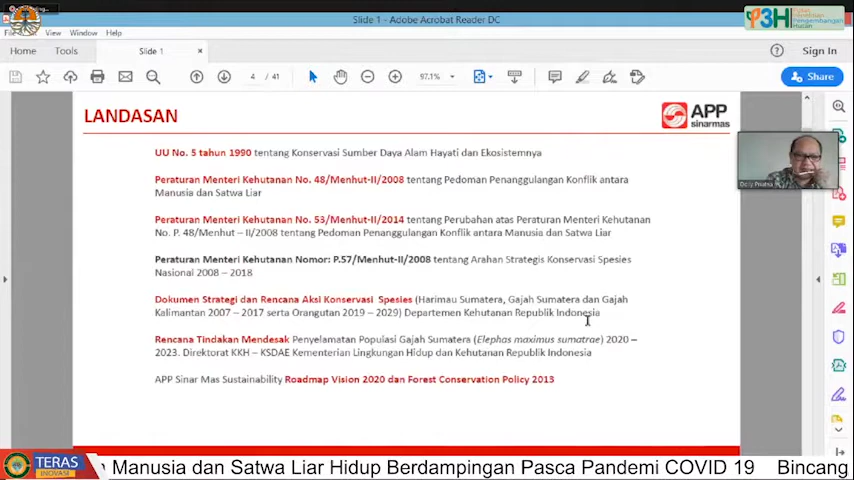 Slide 1 - Adobe Acrobat Reader DC
P3H Pusat Penelitian Pengembangan Hutan
View Window Help
Home Tools Slide 1 × Sign In
4 / 41 97.1% Share
LANDASAN
APP
sinarmas
UU No. 5 tahun 1990 tentang Konservasi Sumber Daya Alam Hayati dan Ekosistemnya
Peraturan Menteri Kehutanan No. 48/Menhut-II/2008 tentang Pedoman Penanggulangan Konflik antara
Manusia dan Satwa Liar
Peraturan Menteri Kehutanan No. 53/Menhut-II/2014 tentang Perubahan atas Peraturan Menteri Kehutanan
No. P. 48/Menhut – II/2008 tentang Pedoman Penanggulangan Konflik antara Manusia dan Satwa Liar
Peraturan Menteri Kehutanan Nomor: P.57/Menhut-II/2008 tentang Arahan Strategis Konservasi Spesies
Nasional 2008 – 2018
Dokumen Strategi dan Rencana Aksi Konservasi Spesies (Harimau Sumatera, Gajah Sumatera dan Gajah
Kalimantan 2007 – 2017 serta Orangutan 2019 – 2029) Departemen Kehutanan Republik Indonesia
Rencana Tindakan Mendesak Penyelamatan Populasi Gajah Sumatera (Elephas maximus sumatrae) 2020 –
2023. Direktorat KKH – KSDAE Kementerian Lingkungan Hidup dan Kehutanan Republik Indonesia
APP Sinar Mas Sustainability Roadmap Vision 2020 dan Forest Conservation Policy 2013
Dolly Priatna
TERAS
INOVASI
Manusia dan Satwa Liar Hidup Berdampingan Pasca Pandemi COVID 19 Bincang